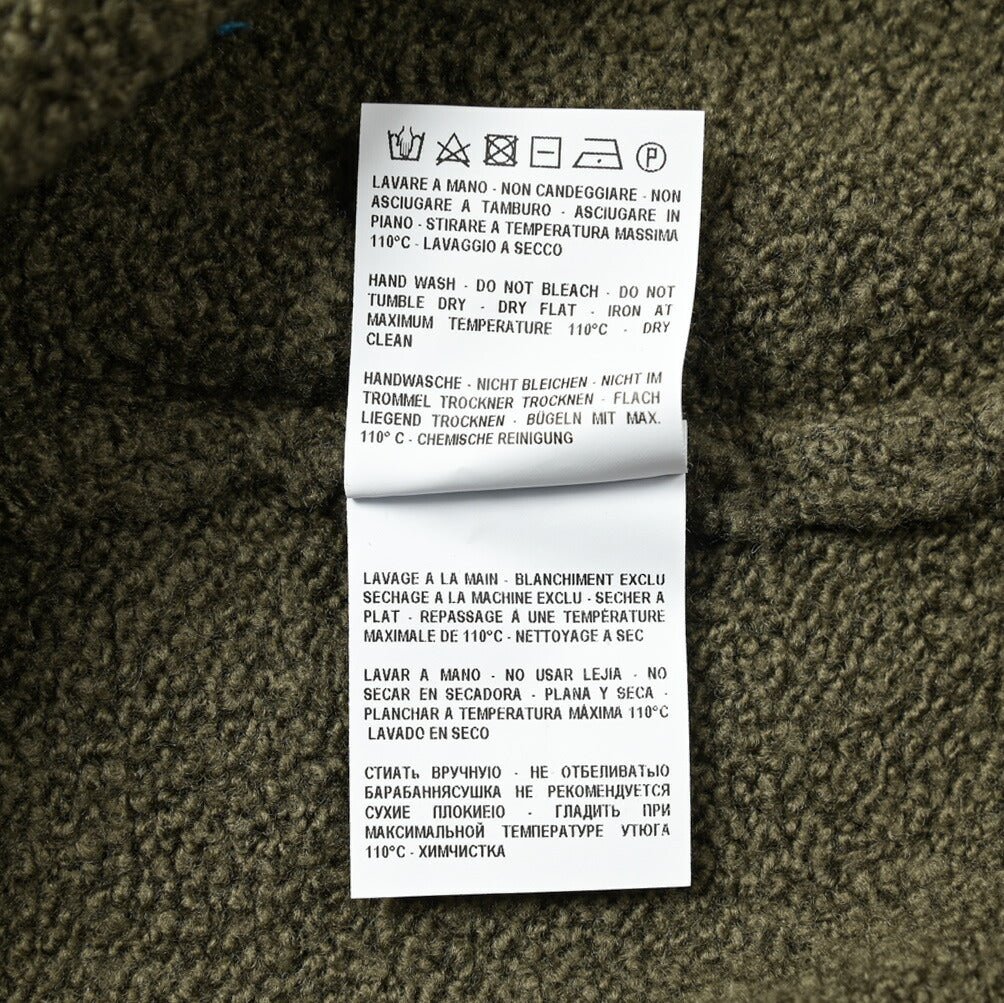 P
LAVARE A MANO - NON CANDEGGIARE - NON
ASCIUGARE A TAMBURO - ASCIUGARE IN
PIANO - STIRARE A TEMPERATURA MASSIMA
110°C - LAVAGGIO A SECCO
HAND WASH - DO NOT BLEACH - DO NOT
TUMBLE DRY - DRY FLAT - IRON AT
MAXIMUM TEMPERATURE 110°C - DRY
CLEAN
HANDWASCHE - NICHT BLEICHEN - NICHT IM
TROMMEL TROCKNER TROCKNEN - FLACH
LIEGEND TROCKNEN - BÜGELN MIT MAX.
110° C - CHEMISCHE REINIGUNG
LAVAGE A LA MAIN - BLANCHIMENT EXCLU
SECHAGE A LA MACHINE EXCLU - SECHER A
PLAT - REPASSAGE À UNE TEMPÉRATURE
MAXIMALE DE 110°C - NETTOYAGE A SEC
LAVAR A MANO - NO USAR LEJIA - NO
SECAR EN SECADORA - PLANA Y SECA -
PLANCHAR A TEMPERATURA MÁXIMA 110°C
LAVADO EN SECO
СТИАТЬ ВРУЧНУЮ - НЕ ОТБЕЛИВАТЬЮ
БАРАБАННЯСУШКА НЕ РЕКОМЕНДУЕТСЯ
СУХИЕ ПЛОКИЕЮ - ГЛАДИТЬ ПРИ
МАКСИМАЛЬНОЙ ТЕМПЕРАТУРЕ УТЮГА
110°C - ХИМЧИСТКА